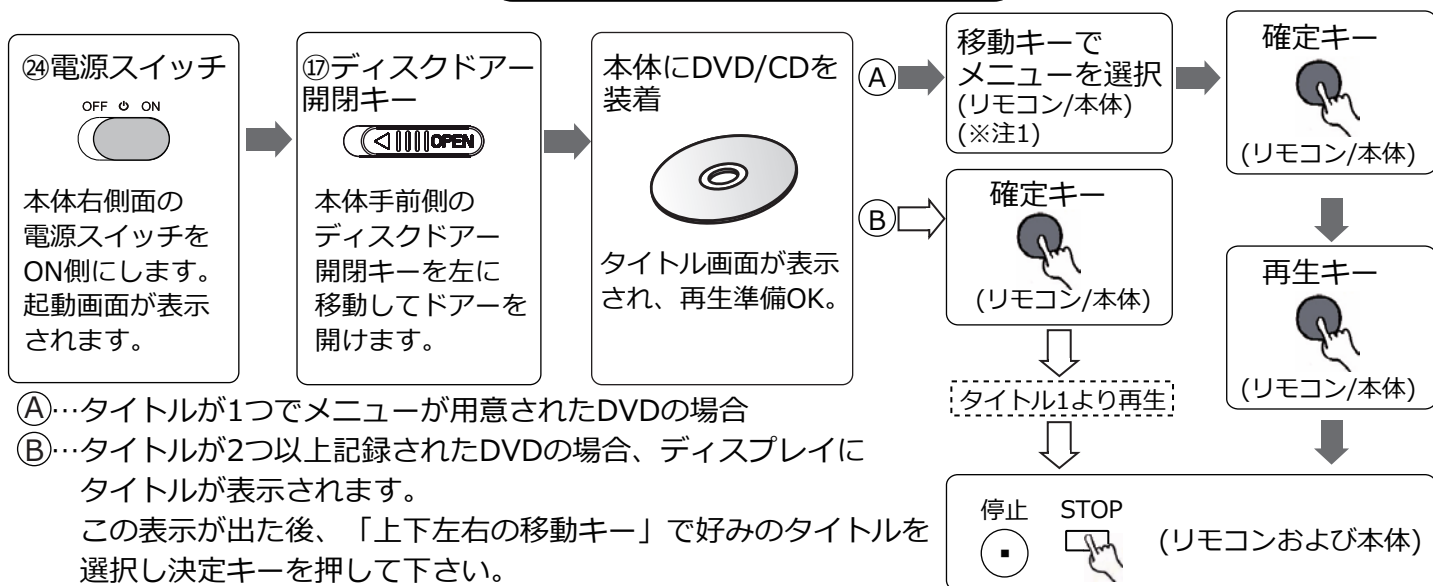 ㉔電源スイッチ
OFF ⏻ ON
本体右側面の
電源スイッチを
ON側にします。
起動画面が表示
されます。
⑰ディスクドアー
開閉キー
OPEN
本体手前側の
ディスクドアー
開閉キーを左に
移動してドアーを
開けます。
本体にDVD/CDを
装着
タイトル画面が表示
され、再生準備OK。
Ⓐ
移動キーで
メニューを選択
(リモコン/本体)
(※注1)
確定キー
(リモコン/本体)
再生キー
(リモコン/本体)
Ⓑ
確定キー
(リモコン/本体)
タイトル1より再生
停止 STOP
(リモコンおよび本体)
Ⓐ…タイトルが1つでメニューが用意されたDVDの場合
Ⓑ…タイトルが2つ以上記録されたDVDの場合、ディスプレイに
タイトルが表示されます。
この表示が出た後、「上下左右の移動キー」で好みのタイトルを
選択し決定キーを押して下さい。